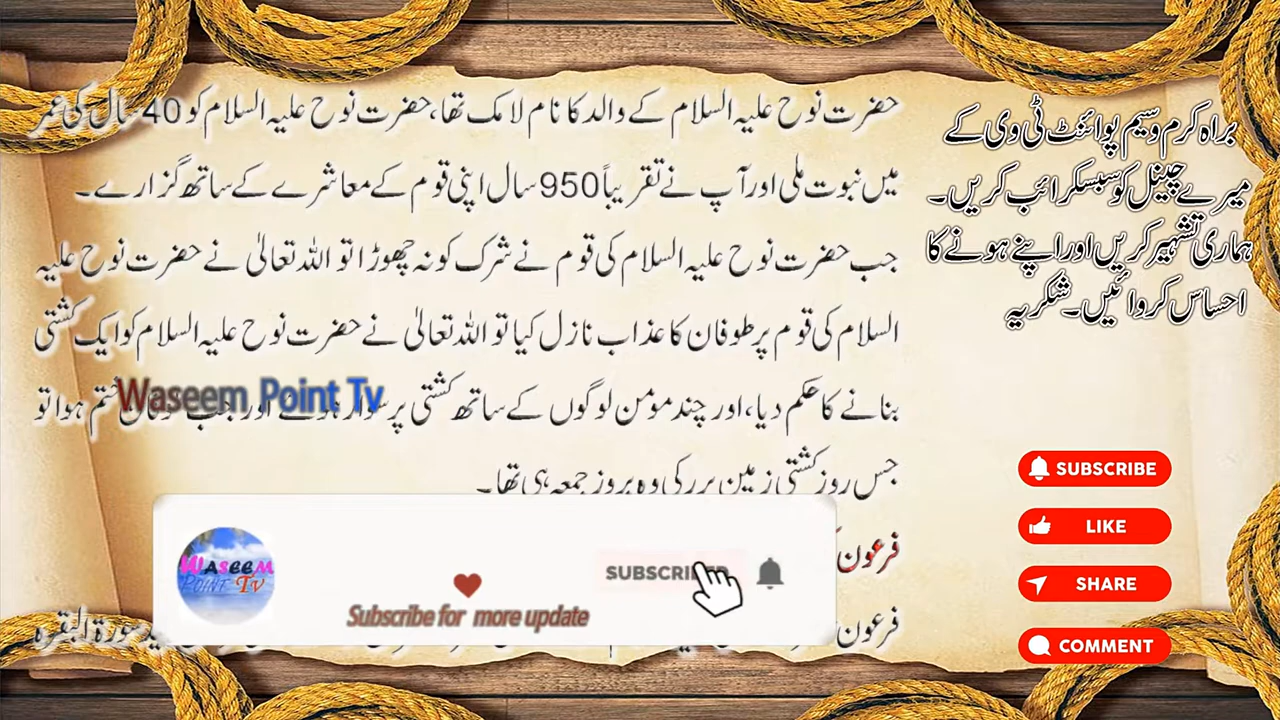 حضرت نوح علیہ السلام کے والد کا نام لامک تھا،حضرت نوح علیہ السلام کو 40 سال کی عمر
میں نبوت ملی اور آپ نے تقریباً 950 سال اپنی قوم کے معاشرے کے ساتھ گزارے۔
جب حضرت نوح علیہ السلام کی قوم نے شرک کو نہ چھوڑا تو اللہ تعالیٰ نے حضرت نوح علیہ
السلام کی قوم پر طوفان کا عذاب نازل کیا تو اللہ تعالیٰ نے حضرت نوح علیہ السلام کو ایک کشتی
بنانے کا حکم دیا، اور چند مومن لوگوں کے ساتھ کشتی پر سوار ہوئے اور جب ختم ہوا تو
جس روز کشتی زمین پر رکی وہ بروز جمعہ ہی تھا۔
فرعون
فرعون سورۃ البقرہ
Waseem Point Tv
WASEEM
POINT TV
Subscribe for more update
SUBSCRIBED
براہ کرم وسیم پوائنٹ ٹی وی کے
میرے چینل کو سبسکرائب کریں۔
ہماری تشہیر کریں اور اپنے ہونے کا
احساس کروائیں۔ شکریہ
SUBSCRIBE
LIKE
SHARE
COMMENT